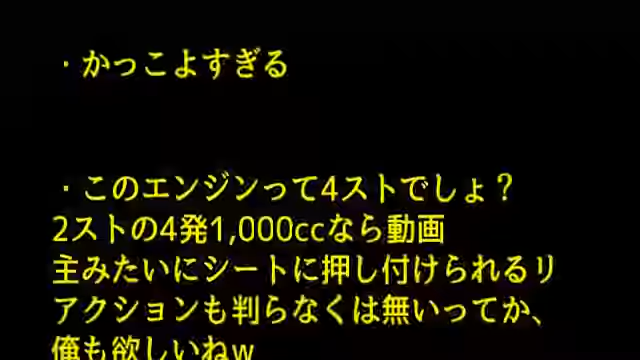 ・かっこよすぎる
・このエンジンって4ストでしょ？
2ストの4発1,000ccなら動画
主みたいにシートに押し付けられるリ
アクションも判らなくは無いってか、
俺も欲しいねw